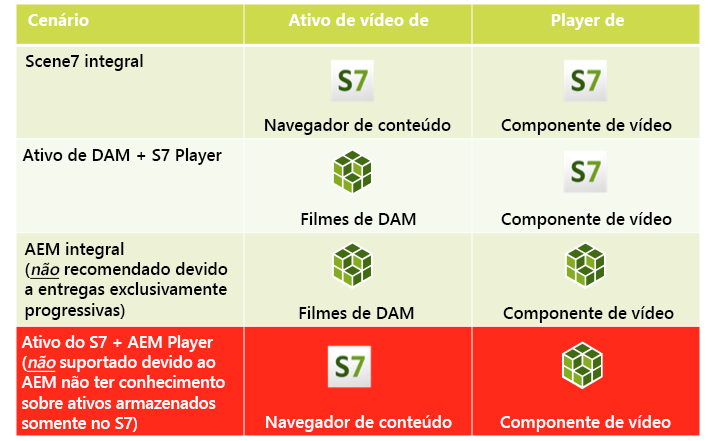 Cenário
Ativo de vídeo de
Player de
Scene7 integral
S7
Navegador de conteúdo
S7
Componente de vídeo
Ativo de DAM + S7 Player
Filmes de DAM
S7
Componente de vídeo
AEM integral
(não recomendado devido
a entregas exclusivamente
progressivas)
Filmes de DAM
Componente de vídeo
Ativo do S7 + AEM Player
(não suportado devido ao
AEM não ter conhecimento
sobre ativos armazenados
somente no S7)
S7
Navegador de conteúdo
Componente de vídeo